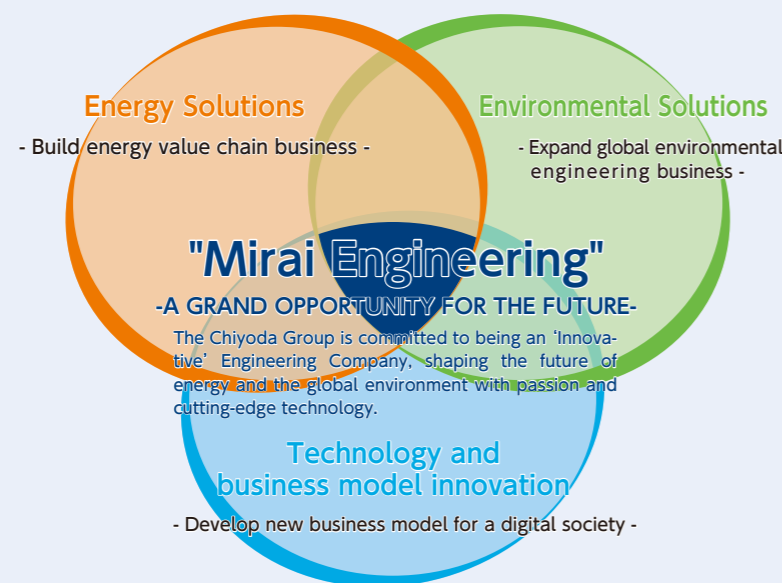 Energy Solutions
- Build energy value chain business -
Environmental Solutions
- Expand global environmental
engineering business -
"Mirai Engineering"
-A GRAND OPPORTUNITY FOR THE FUTURE-
The Chiyoda Group is committed to being an ‘Innova-
tive’ Engineering Company, shaping the future of
energy and the global environment with passion and
cutting-edge technology.
Technology and
business model innovation
- Develop new business model for a digital society -